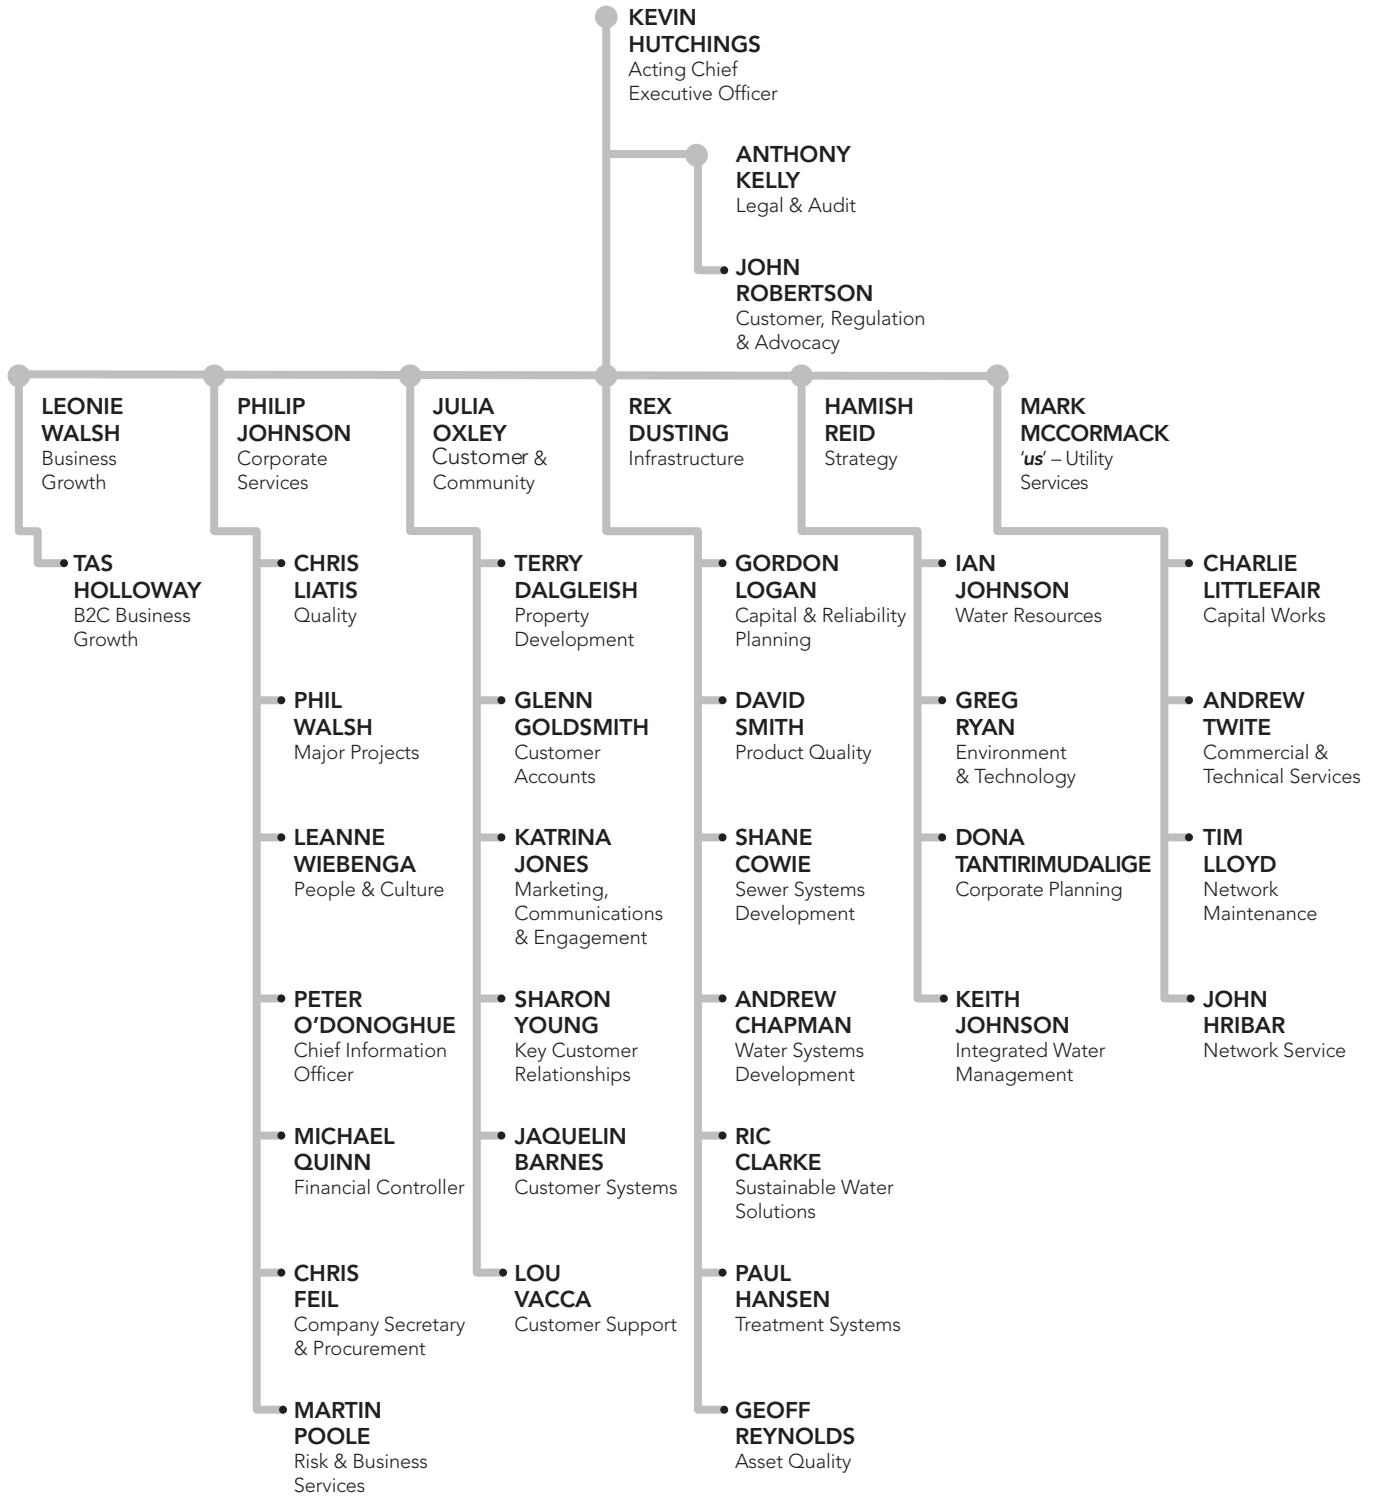 KEVIN
HUTCHINGS
Acting Chief
Executive Officer
ANTHONY
KELLY
Legal & Audit
JOHN
ROBERTSON
Customer, Regulation
& Advocacy
LEONIE
WALSH
Business
Growth
PHILIP
JOHNSON
Corporate
Services
JULIA
OXLEY
Customer &
Community
REX
DUSTING
Infrastructure
HAMISH
REID
Strategy
MARK
MCCORMACK
‘us’ – Utility
Services
TAS
HOLLOWAY
B2C Business
Growth
CHRIS
LIATIS
Quality
PHIL
WALSH
Major Projects
LEANNE
WIEBENGA
People & Culture
PETER
O’DONOGHUE
Chief Information
Officer
MICHAEL
QUINN
Financial Controller
CHRIS
FEIL
Company Secretary
& Procurement
MARTIN
POOLE
Risk & Business
Services
TERRY
DALGLEISH
Property
Development
GLENN
GOLDSMITH
Customer
Accounts
KATRINA
JONES
Marketing,
Communications
& Engagement
SHARON
YOUNG
Key Customer
Relationships
JAQUELIN
BARNES
Customer Systems
LOU
VACCA
Customer Support
GORDON
LOGAN
Capital & Reliability
Planning
DAVID
SMITH
Product Quality
SHANE
COWIE
Sewer Systems
Development
ANDREW
CHAPMAN
Water Systems
Development
RIC
CLARKE
Sustainable Water
Solutions
PAUL
HANSEN
Treatment Systems
GEOFF
REYNOLDS
Asset Quality
IAN
JOHNSON
Water Resources
GREG
RYAN
Environment
& Technology
DONA
TANTIRIMUDALIGE
Corporate Planning
KEITH
JOHNSON
Integrated Water
Management
CHARLIE
LITTLEFAIR
Capital Works
ANDREW
TWITE
Commercial &
Technical Services
TIM
LLOYD
Network
Maintenance
JOHN
HRIBAR
Network Service